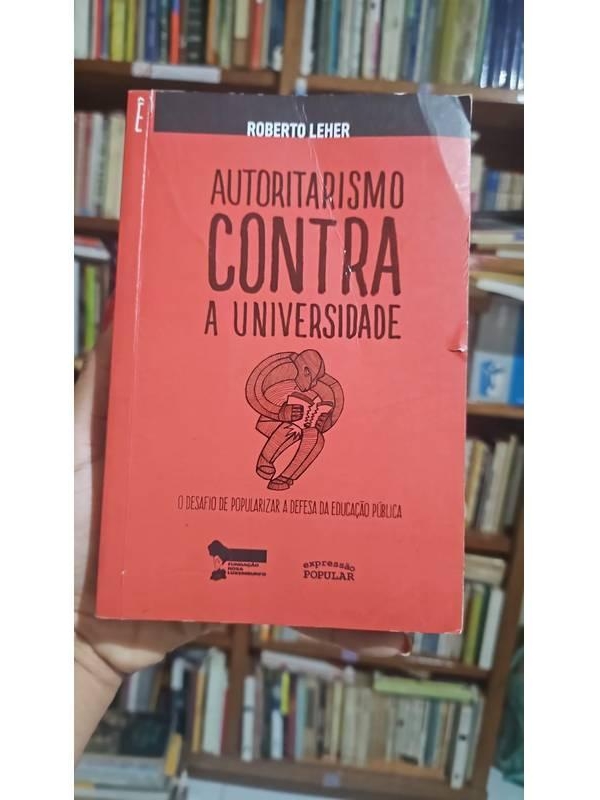 Ê
ROBERTO LEHER
AUTORITARISMO
CONTRA
A UNIVERSIDADE
O DESAFIO DE POPULARIZAR A DEFESA DA EDUCAÇÃO PÚBLICA
FUNDAÇÃO
ROSA
LUXEMBURGO
expressão
POPULAR